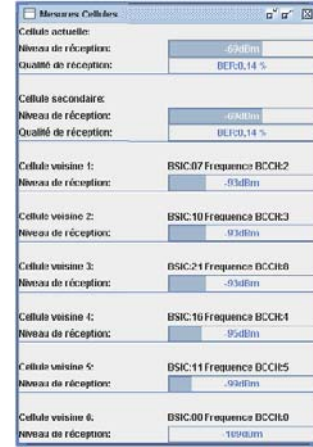 Mesures Cellules
Cellule actuelle:
Niveau de réception: -69dBm
Qualité de réception: BER:0,14 %
Cellule secondaire:
Niveau de réception: -69dBm
Qualité de réception: BER:0,14 %
Cellule voisine 1: BSIC:07 Frequence BCCH:2
Niveau de réception: -93dBm
Cellule voisine 2: BSIC:10 Frequence BCCH:3
Niveau de réception: -93dBm
Cellule voisine 3: BSIC:21 Frequence
Niveau de réception: -93dBm
Cellule voisine 4: BSIC:16 Frequence BCCH:4
Niveau de réception: -95dBm
Cellule voisine 5: BSIC:11 Frequence BCCH:5
Niveau de réception: -99dBm
Cellule voisine 6: BSIC:00 Frequence BCCH:0
Niveau de réception: -109dBm